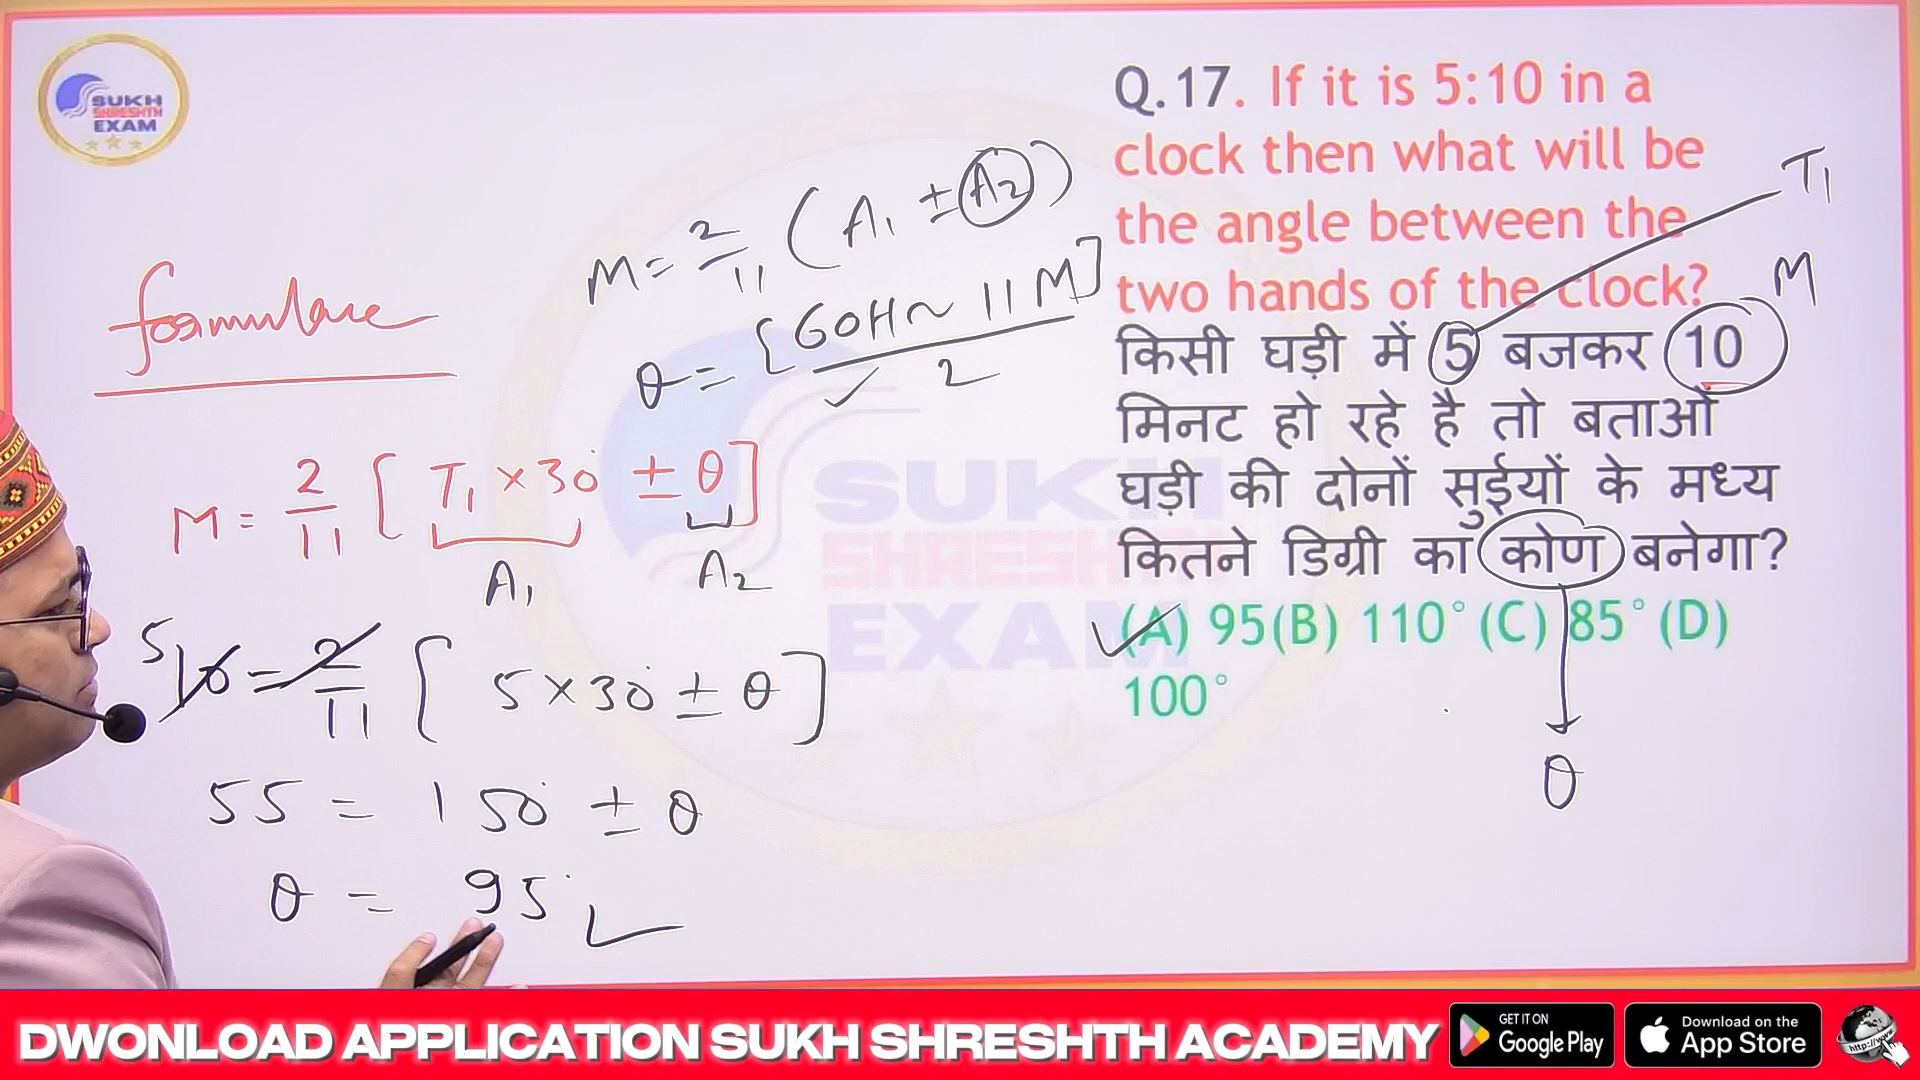 SUKH
SHRESHTH
EXAM
Q.17. If it is 5:10 in a
clock then what will be
the angle between the
two hands of the clock?
किसी घड़ी में 5 बजकर 10
मिनट हो रहे है तो बताओ
घड़ी की दोनों सुईयों के मध्य
कितने डिग्री का कोण बनेगा?
(A) 95(B) 110° (C) 85° (D)
100°
T₁
M
θ
M = 2/11 (A₁ ± A₂)
θ = [60H ~ 11M]/2
M = 2/11 [T₁ × 30° ± θ]
A₁ A₂
5
10 = 2/11 [5 × 30° ± θ]
55 = 150° ± θ
θ = 95°
SUKH
SHRESHTH
EXAM
DWONLOAD APPLICATION SUKH SHRESHTH ACADEMY
GET IT ON
Google Play
Download on the
App Store